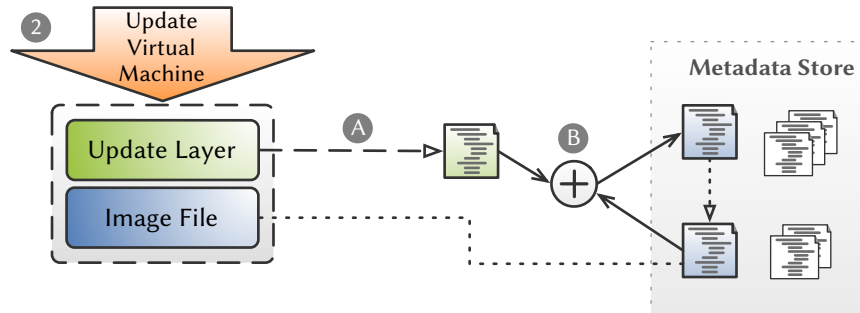 2
Update
Virtual
Machine
Metadata Store
A
B
Update Layer
Image File